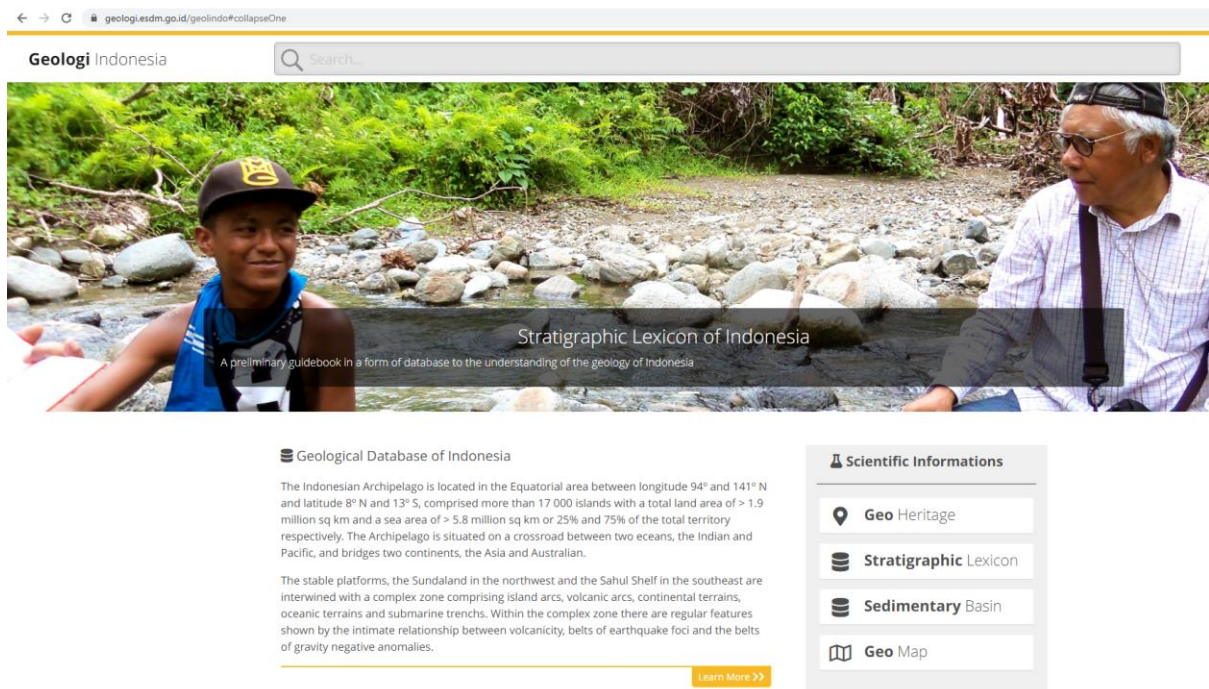 geologi.esdm.go.id/geolindo#collapseOne
Geologi Indonesia
Search...
Stratigraphic Lexicon of Indonesia
A preliminary guidebook in a form of database to the understanding of the geology of Indonesia
Geological Database of Indonesia
The Indonesian Archipelago is located in the Equatorial area between longitude 94º and 141º N
and latitude 8º N and 13º S, comprised more than 17 000 islands with a total land area of > 1.9
million sq km and a sea area of > 5.8 million sq km or 25% and 75% of the total territory
respectively. The Archipelago is situated on a crossroad between two eceans, the Indian and
Pacific, and bridges two continents, the Asia and Australian.
The stable platforms, the Sundaland in the northwest and the Sahul Shelf in the southeast are
interwined with a complex zone comprising island arcs, volcanic arcs, continental terrains,
oceanic terrains and submarine trenchs. Within the complex zone there are regular features
shown by the intimate relationship between volcanicity, belts of earthquake foci and the belts
of gravity negative anomalies.
Learn More
Scientific Informations
Geo Heritage
Stratigraphic Lexicon
Sedimentary Basin
Geo Map